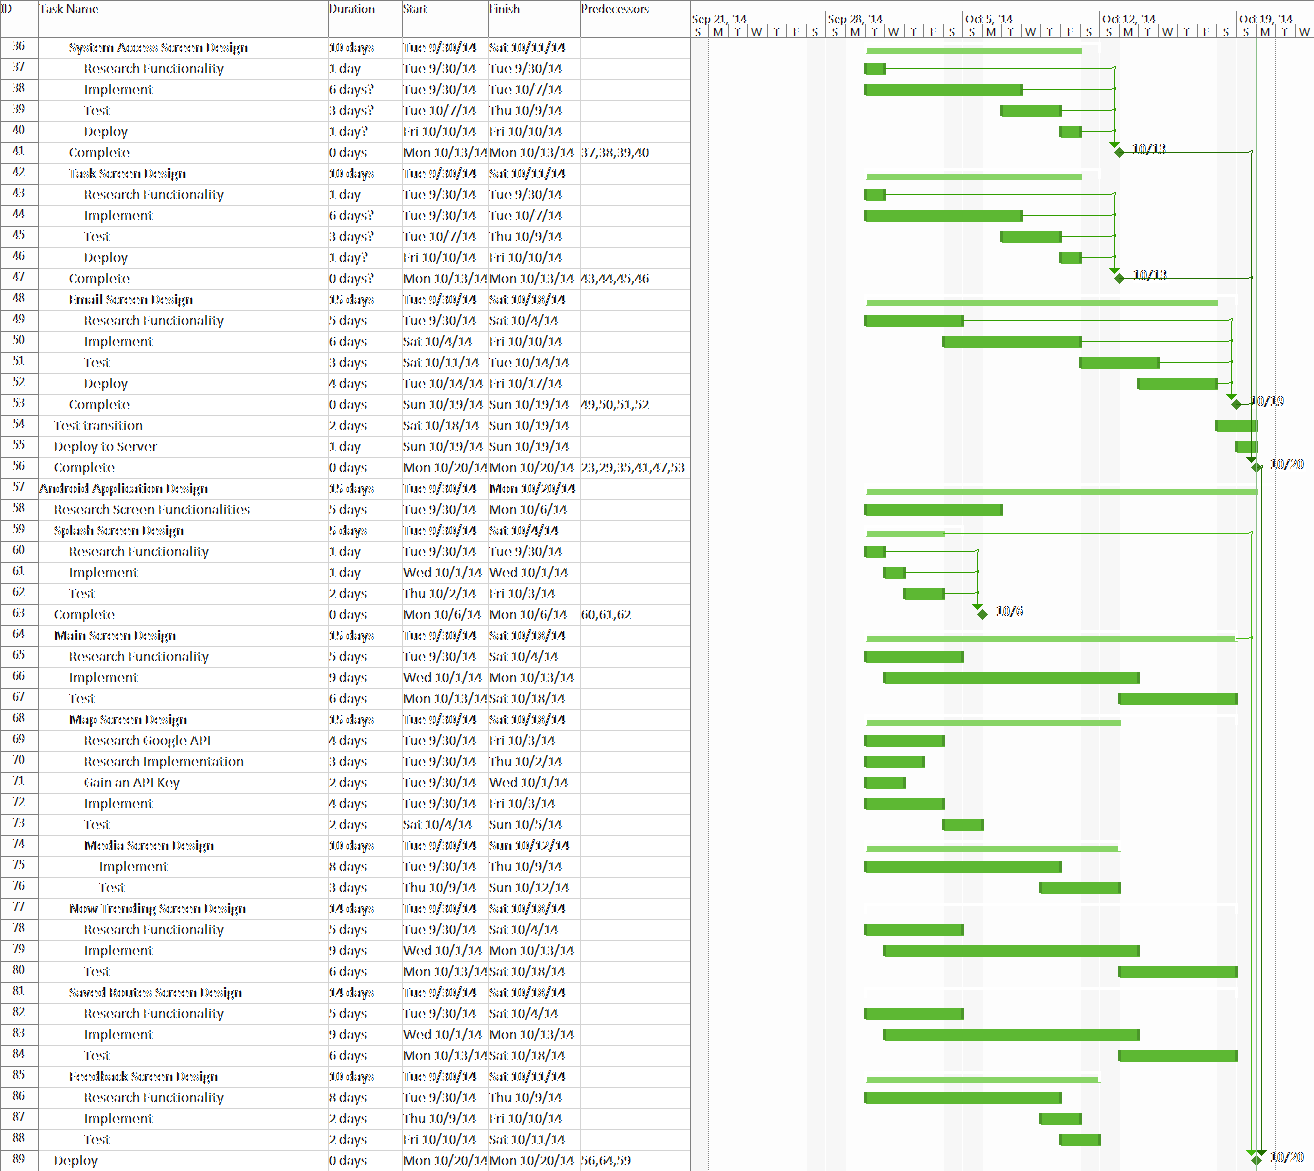 ID Task Name Duration Start Finish Predecessors
Sep 21, '14 Sep 28, '14 Oct 5, '14 Oct 12, '14 Oct 19, '14
S M T W T F S S M T W T F S S M T W T F S S M T W T F S S M T W
36 System Access Screen Design 10 days Tue 9/30/14 Sat 10/11/14
37 Research Functionality 1 day Tue 9/30/14 Tue 9/30/14
38 Implement 6 days? Tue 9/30/14 Tue 10/7/14
39 Test 3 days? Tue 10/7/14 Thu 10/9/14
40 Deploy 1 day? Fri 10/10/14 Fri 10/10/14
41 Complete 0 days Mon 10/13/14 Mon 10/13/14 37,38,39,40 10/13
42 Task Screen Design 10 days Tue 9/30/14 Sat 10/11/14
43 Research Functionality 1 day Tue 9/30/14 Tue 9/30/14
44 Implement 6 days? Tue 9/30/14 Tue 10/7/14
45 Test 3 days? Tue 10/7/14 Thu 10/9/14
46 Deploy 1 day? Fri 10/10/14 Fri 10/10/14
47 Complete 0 days? Mon 10/13/14 Mon 10/13/14 43,44,45,46 10/13
48 Email Screen Design 15 days Tue 9/30/14 Sat 10/18/14
49 Research Functionality 5 days Tue 9/30/14 Sat 10/4/14
50 Implement 6 days Sat 10/4/14 Fri 10/10/14
51 Test 3 days Sat 10/11/14 Tue 10/14/14
52 Deploy 4 days Tue 10/14/14 Fri 10/17/14
53 Complete 0 days Sun 10/19/14 Sun 10/19/14 49,50,51,52 10/19
54 Test transition 2 days Sat 10/18/14 Sun 10/19/14
55 Deploy to Server 1 day Sun 10/19/14 Sun 10/19/14
56 Complete 0 days Mon 10/20/14 Mon 10/20/14 23,29,35,41,47,53 10/20
57 Android Application Design 15 days Tue 9/30/14 Mon 10/20/14
58 Research Screen Functionalities 5 days Tue 9/30/14 Mon 10/6/14
59 Splash Screen Design 5 days Tue 9/30/14 Sat 10/4/14
60 Research Functionality 1 day Tue 9/30/14 Tue 9/30/14
61 Implement 1 day Wed 10/1/14 Wed 10/1/14
62 Test 2 days Thu 10/2/14 Fri 10/3/14
63 Complete 0 days Mon 10/6/14 Mon 10/6/14 60,61,62 10/6
64 Main Screen Design 15 days Tue 9/30/14 Sat 10/18/14
65 Research Functionality 5 days Tue 9/30/14 Sat 10/4/14
66 Implement 9 days Wed 10/1/14 Mon 10/13/14
67 Test 6 days Mon 10/13/14 Sat 10/18/14
68 Map Screen Design 15 days Tue 9/30/14 Sat 10/18/14
69 Research Google API 4 days Tue 9/30/14 Fri 10/3/14
70 Research Implementation 3 days Tue 9/30/14 Thu 10/2/14
71 Gain an API Key 2 days Tue 9/30/14 Wed 10/1/14
72 Implement 4 days Tue 9/30/14 Fri 10/3/14
73 Test 2 days Sat 10/4/14 Sun 10/5/14
74 Media Screen Design 10 days Tue 9/30/14 Sun 10/12/14
75 Implement 8 days Tue 9/30/14 Thu 10/9/14
76 Test 3 days Thu 10/9/14 Sun 10/12/14
77 Now Trending Screen Design 14 days Tue 9/30/14 Sat 10/18/14
78 Research Functionality 5 days Tue 9/30/14 Sat 10/4/14
79 Implement 9 days Wed 10/1/14 Mon 10/13/14
80 Test 6 days Mon 10/13/14 Sat 10/18/14
81 Saved Routes Screen Design 14 days Tue 9/30/14 Sat 10/18/14
82 Research Functionality 5 days Tue 9/30/14 Sat 10/4/14
83 Implement 9 days Wed 10/1/14 Mon 10/13/14
84 Test 6 days Mon 10/13/14 Sat 10/18/14
85 Feedback Screen Design 10 days Tue 9/30/14 Sat 10/11/14
86 Research Functionality 8 days Tue 9/30/14 Thu 10/9/14
87 Implement 2 days Thu 10/9/14 Fri 10/10/14
88 Test 2 days Fri 10/10/14 Sat 10/11/14
89 Deploy 0 days Mon 10/20/14 Mon 10/20/14 56,64,59 10/20